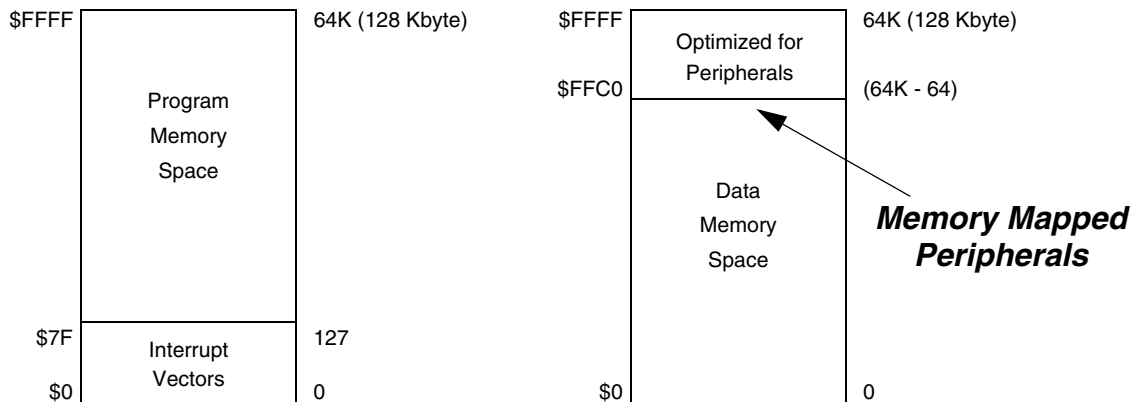 $FFFF
64K (128 Kbyte)
Program
Memory
Space
$7F
127
Interrupt
Vectors
$0
0
$FFFF
64K (128 Kbyte)
Optimized for
Peripherals
$FFC0
(64K - 64)
Data
Memory
Space
Memory Mapped
Peripherals
$0
0